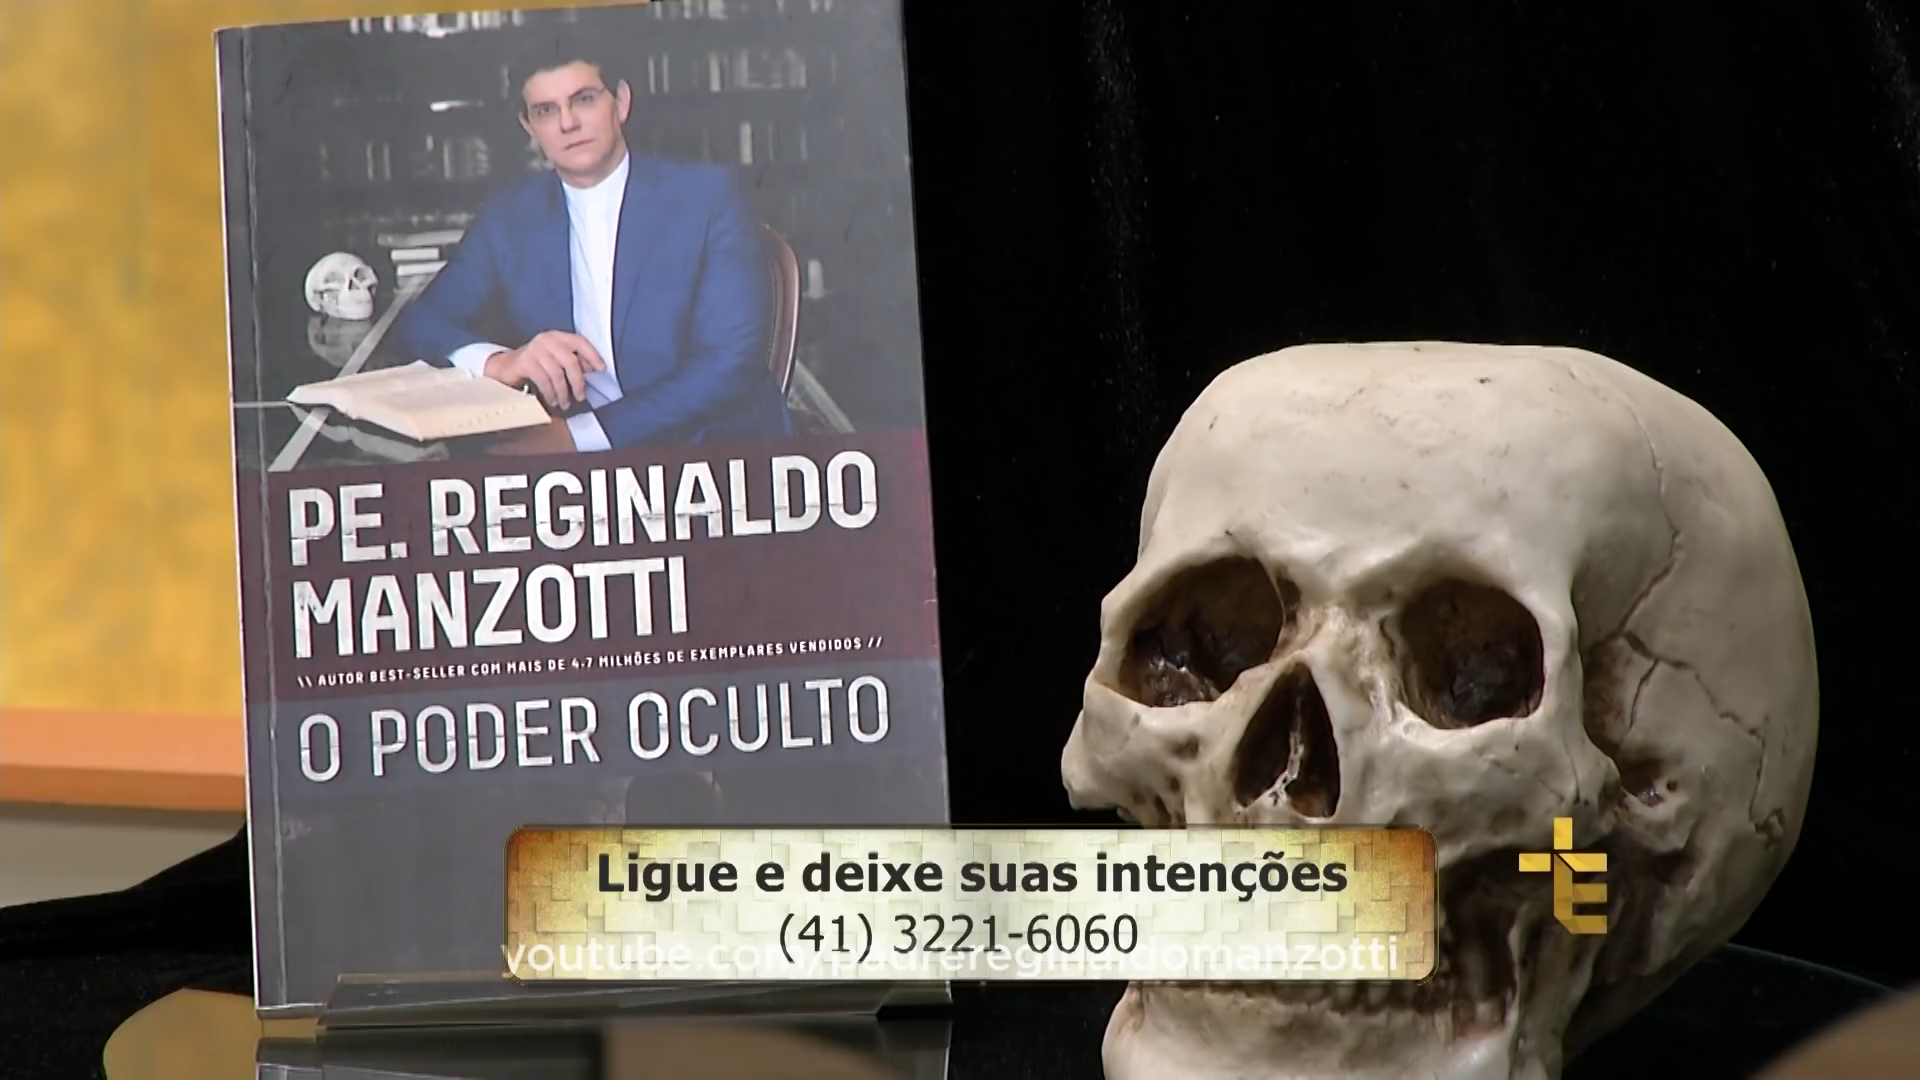 PE. REGINALDO
MANZOTTI
\\ AUTOR BEST-SELLER COM MAIS DE 4.7 MILHÕES DE EXEMPLARES VENDIDOS //
O PODER OCULTO
Ligue e deixe suas intenções
(41) 3221-6060
youtube.com/padrereginaldomanzotti